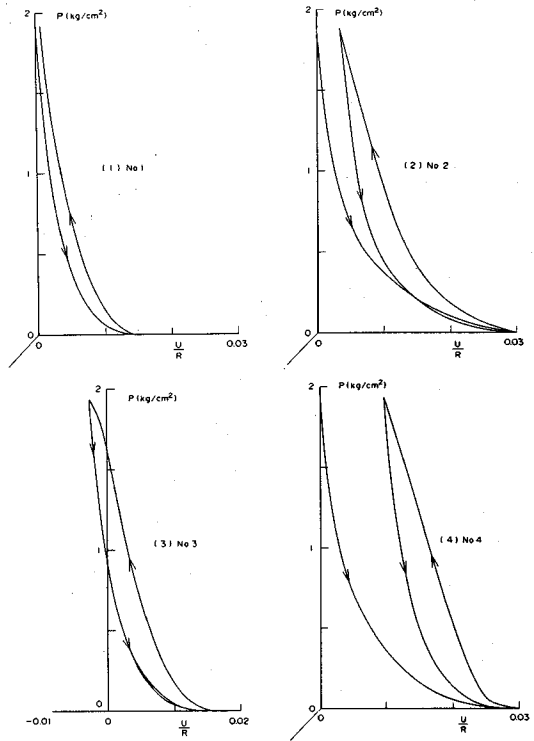 2
P(kg/cm²)
1
(1) No 1
0
0
U/R
0.03
2
P(kg/cm²)
1
(2) No 2
0
0
U/R
0.03
2
P(kg/cm²)
1
(3) No 3
0
-0.01
0
U/R
0.02
2
P(kg/cm²)
1
(4) No 4
0
0
U/R
0.03